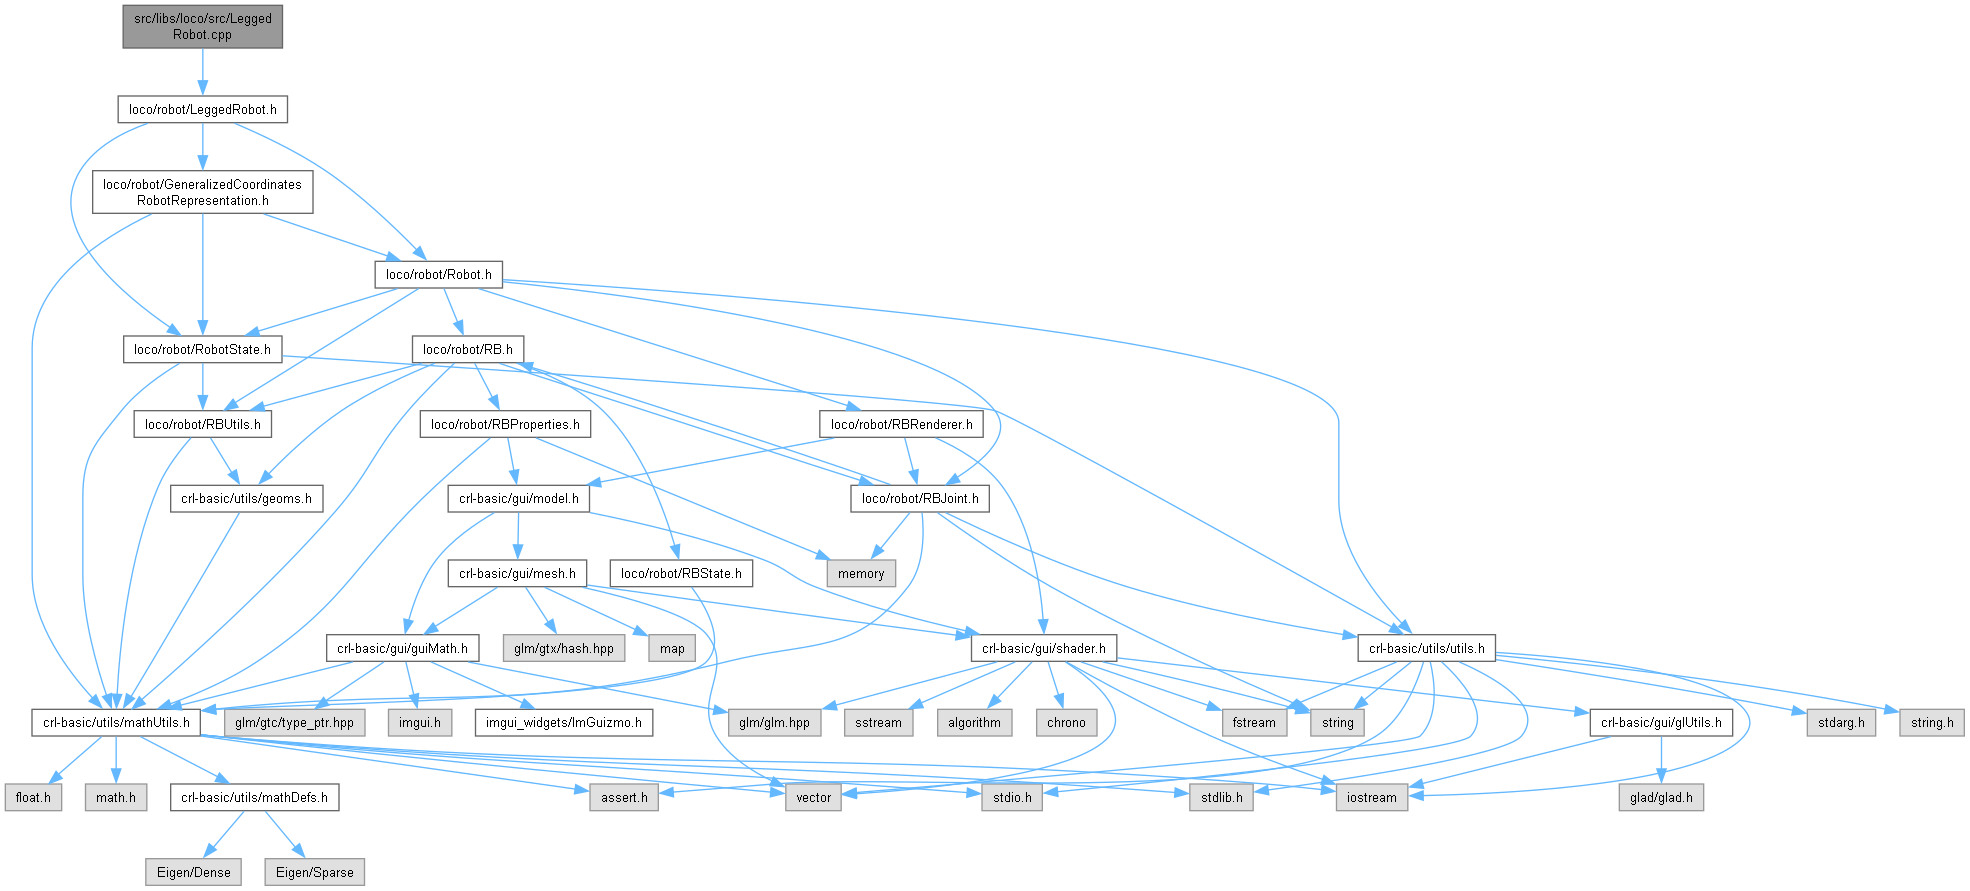 src/libs/loco/src/Legged
Robot.cpp
loco/robot/LeggedRobot.h
loco/robot/GeneralizedCoordinates
RobotRepresentation.h
loco/robot/Robot.h
loco/robot/RobotState.h
loco/robot/RB.h
loco/robot/RBUtils.h
loco/robot/RBProperties.h
loco/robot/RBRenderer.h
crl-basic/utils/geoms.h
crl-basic/gui/model.h
loco/robot/RBJoint.h
crl-basic/gui/mesh.h
loco/robot/RBState.h
memory
crl-basic/gui/guiMath.h
glm/gtx/hash.hpp
map
crl-basic/gui/shader.h
crl-basic/utils/utils.h
crl-basic/utils/mathUtils.h
glm/gtc/type_ptr.hpp
imgui.h
imgui_widgets/ImGuizmo.h
glm/glm.hpp
sstream
algorithm
chrono
fstream
string
crl-basic/gui/glUtils.h
stdarg.h
string.h
float.h
math.h
crl-basic/utils/mathDefs.h
assert.h
vector
stdio.h
stdlib.h
iostream
glad/glad.h
Eigen/Dense
Eigen/Sparse